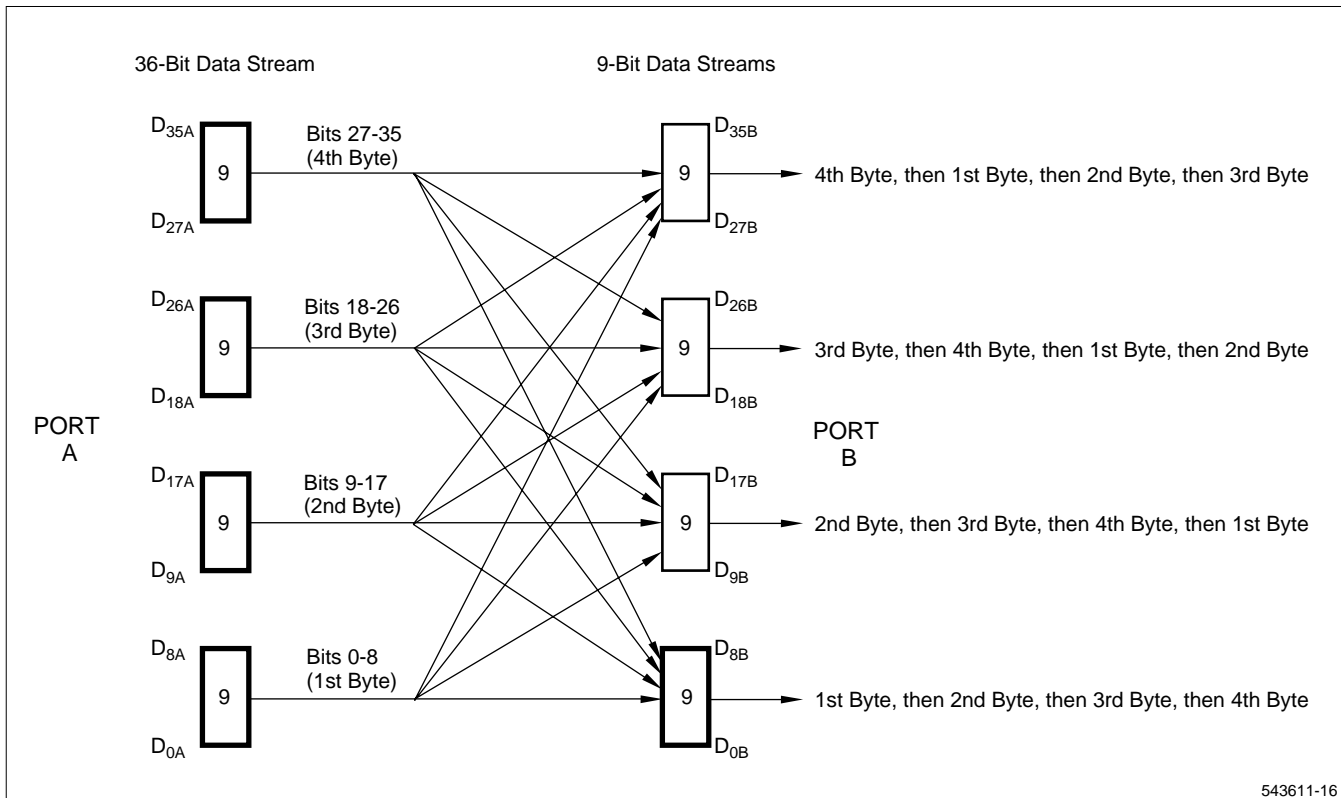 36-Bit Data Stream
9-Bit Data Streams
D35A
9
D27A
Bits 27-35
(4th Byte)
D35B
9
D27B
4th Byte, then 1st Byte, then 2nd Byte, then 3rd Byte
D26A
9
D18A
Bits 18-26
(3rd Byte)
D26B
9
D18B
3rd Byte, then 4th Byte, then 1st Byte, then 2nd Byte
PORT
A
PORT
B
D17A
9
D9A
Bits 9-17
(2nd Byte)
D17B
9
D9B
2nd Byte, then 3rd Byte, then 4th Byte, then 1st Byte
D8A
9
D0A
Bits 0-8
(1st Byte)
D8B
9
D0B
1st Byte, then 2nd Byte, then 3rd Byte, then 4th Byte
543611-16